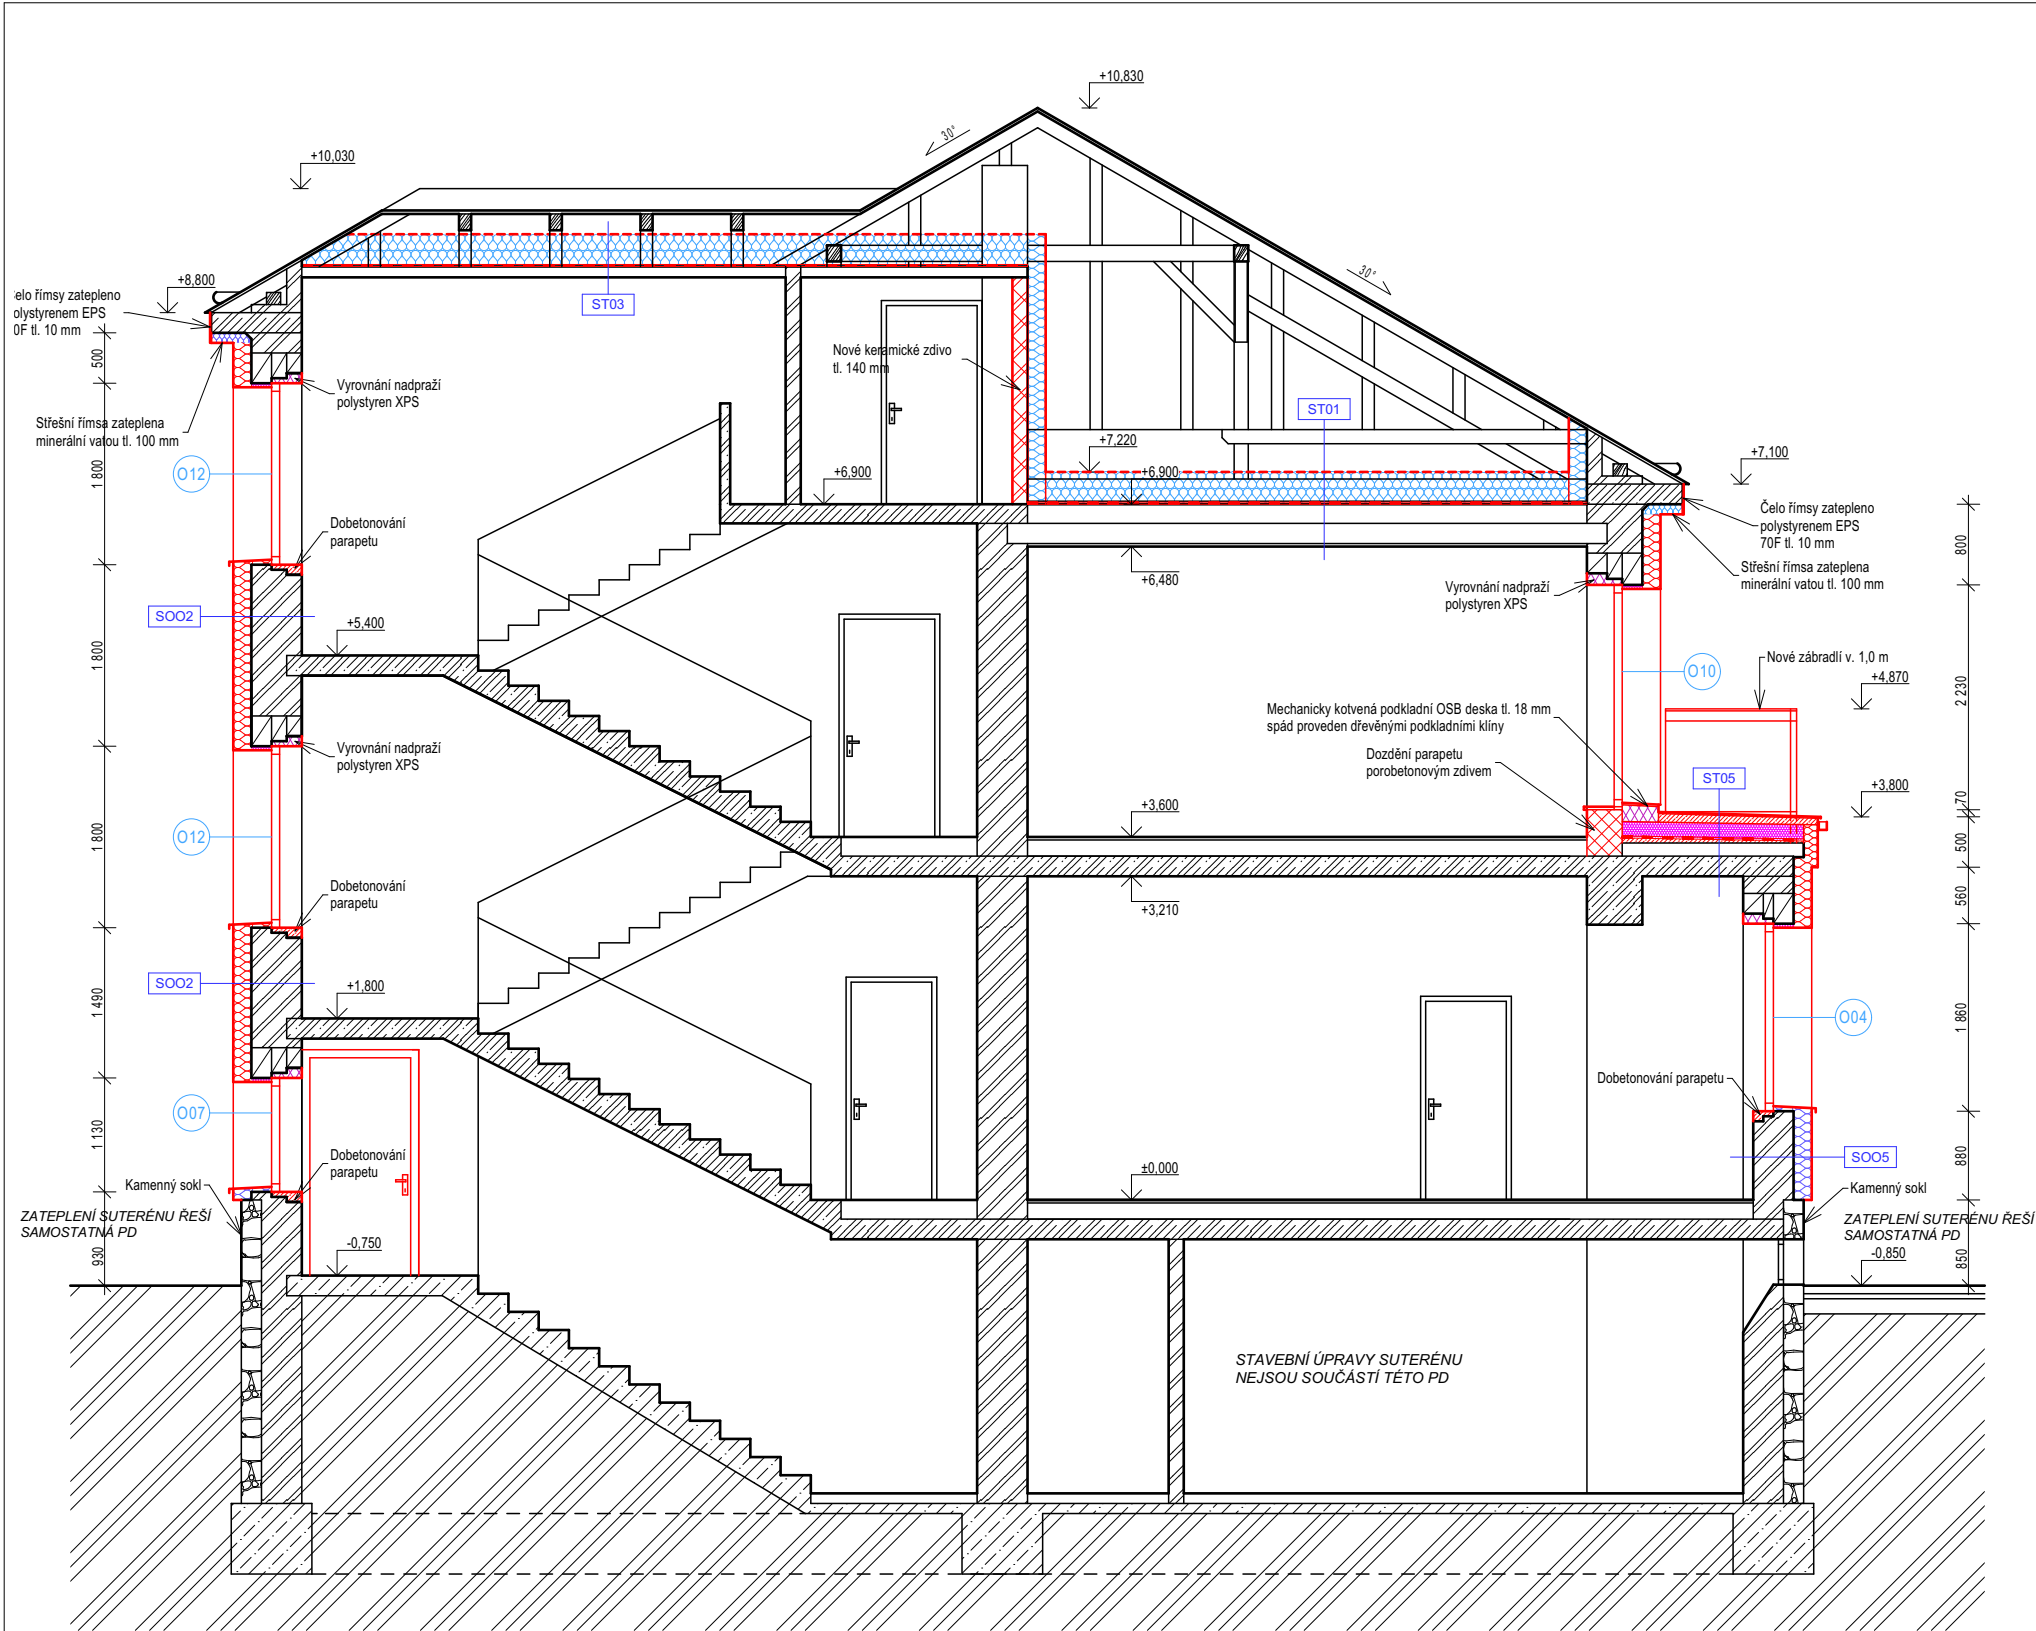 +10,830
30°
+10,030
+8,800
elo římsy zatepleno
olystyrenem EPS
0F tl. 10 mm
ST03
30°
500
Nové keramické zdivo
tl. 140 mm
Vyrovnání nadpraží
polystyren XPS
ST01
Střešní římsa zateplena
minerální vatou tl. 100 mm
+7,220
+6,900
+6,900
+7,100
O12
1 800
Čelo římsy zatepleno
polystyrenem EPS
70F tl. 10 mm
Dobetonování
parapetu
800
+6,480
Střešní římsa zateplena
minerální vatou tl. 100 mm
Vyrovnání nadpraží
polystyren XPS
SOO2
+5,400
1 800
Nové zábradlí v. 1,0 m
O10
+4,870
2 230
Mechanicky kotvená podkladní OSB deska tl. 18 mm
spád proveden dřevěnými podkladními klíny
Vyrovnání nadpraží
polystyren XPS
Dozdění parapetu
porobetonovým zdivem
ST05
+3,600
+3,800
70
O12
1 800
500
Dobetonování
parapetu
560
+3,210
SOO2
+1,800
1 490
1 860
O04
Dobetonování parapetu
O07
1 130
Dobetonování
parapetu
±0,000
SOO5
880
Kamenný sokl
Kamenný sokl
ZATEPLENÍ SUTERÉNU ŘEŠÍ
SAMOSTATNÁ PD
ZATEPLENÍ SUTERÉNU ŘEŠÍ
SAMOSTATNÁ PD
930
-0,750
-0,850
850
STAVEBNÍ ÚPRAVY SUTERÉNU
NEJSOU SOUČÁSTÍ TÉTO PD